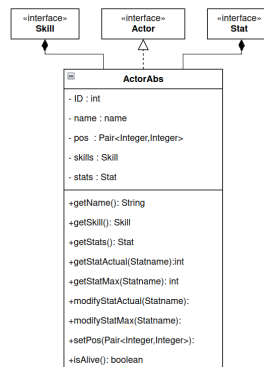 «interface»
Skill
«interface»
Actor
«interface»
Stat
ActorAbs
- ID : int
- name : name
- pos : Pair<Integer,Integer>
- skills : Skill
- stats : Stat
+getName(): String
+getSkill(): Skill
+getStats(): Stat
+getStatActual(Statname):int
+getStatMax(Statname): int
+modifyStatActual(Statname):
+modifyStatMax(Statname):
+setPos(Pair<Integer,Integer>):
+isAlive(): boolean